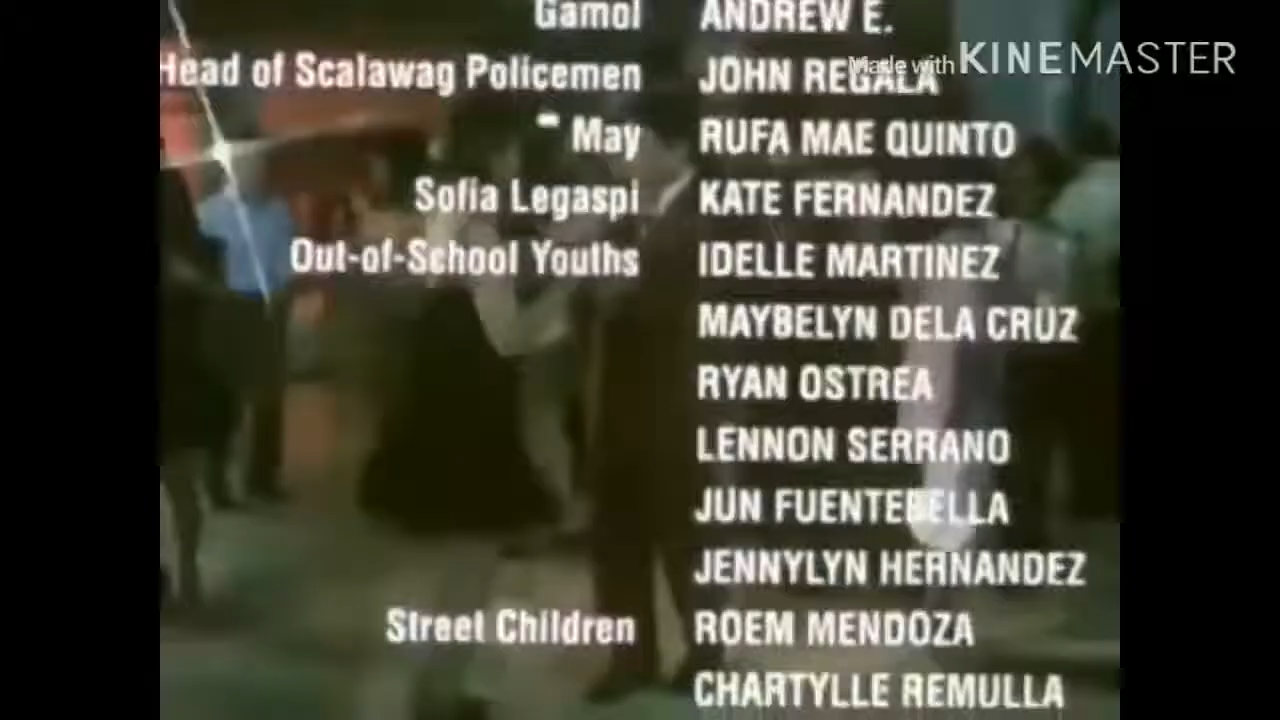 Gamol ANDREW E.
Made with KINEMASTER
Head of Scalawag Policemen JOHN REGALA
May RUFA MAE QUINTO
Sofia Legaspi KATE FERNANDEZ
Out-of-School Youths IDELLE MARTINEZ
MAYBELYN DELA CRUZ
RYAN OSTREA
LENNON SERRANO
JUN FUENTEBELLA
JENNYLYN HERNANDEZ
Street Children ROEM MENDOZA
CHARTYLLE REMULLA